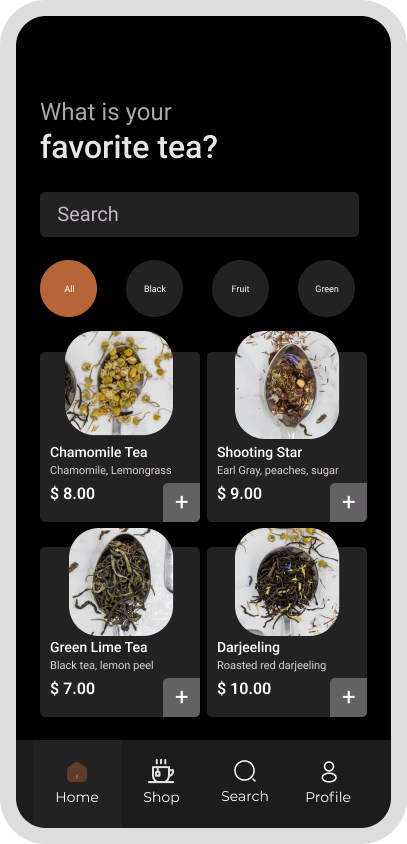 What is your
favorite tea?
Search
All
Black
Fruit
Green
Chamomile Tea
Chamomile, Lemongrass
$ 8.00
+
Shooting Star
Earl Gray, peaches, sugar
$ 9.00
+
Green Lime Tea
Black tea, lemon peel
$ 7.00
+
Darjeeling
Roasted red darjeeling
$ 10.00
+
Home
Shop
Search
Profile